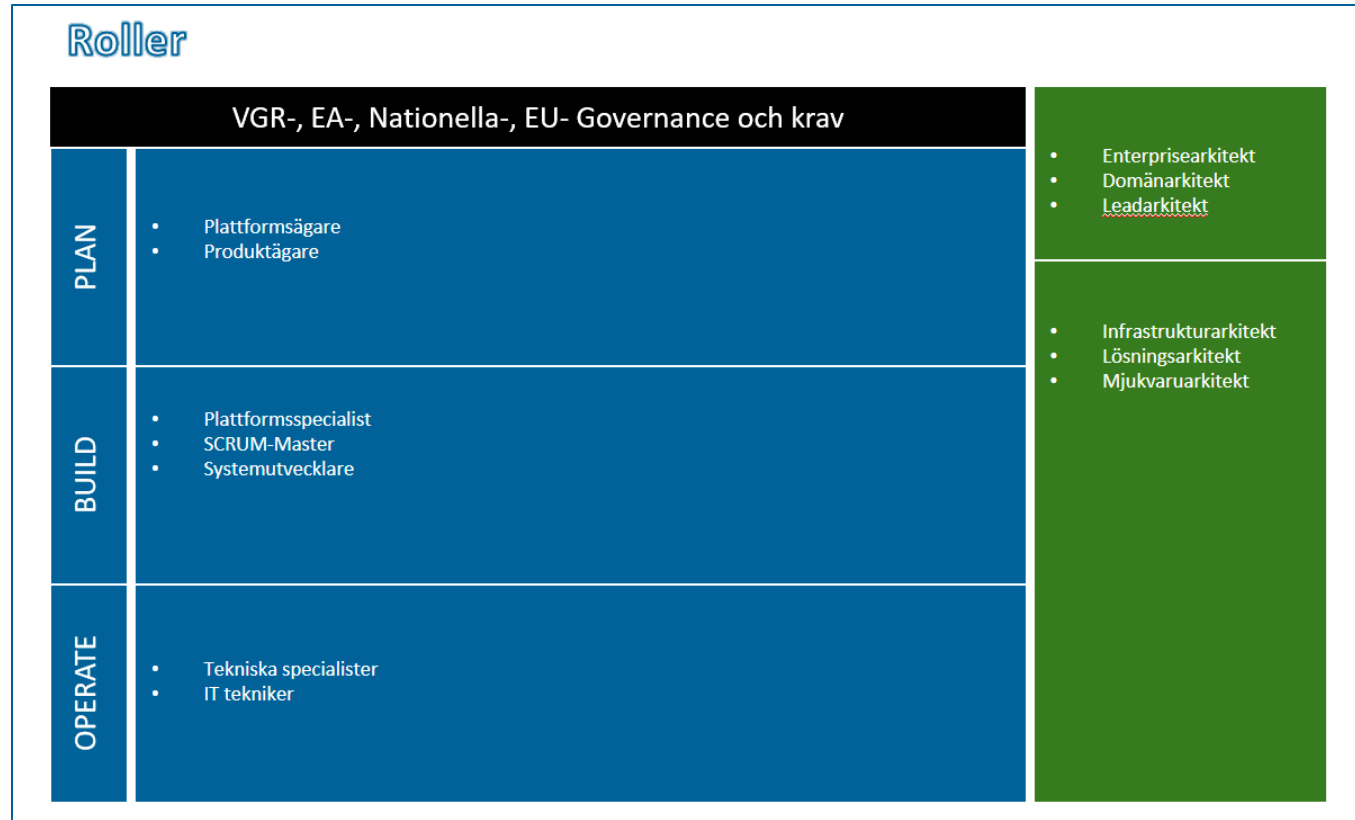 Roller
VGR-, EA-, Nationella-, EU- Governance och krav
PLAN
• Plattformsägare
• Produktägare
BUILD
• Plattformsspecialist
• SCRUM-Master
• Systemutvecklare
OPERATE
• Tekniska specialister
• IT tekniker
• Enterprisearkitekt
• Domänarkitekt
• Leadarkitekt
• Infrastrukturarkitekt
• Lösningsarkitekt
• Mjukvaruarkitekt